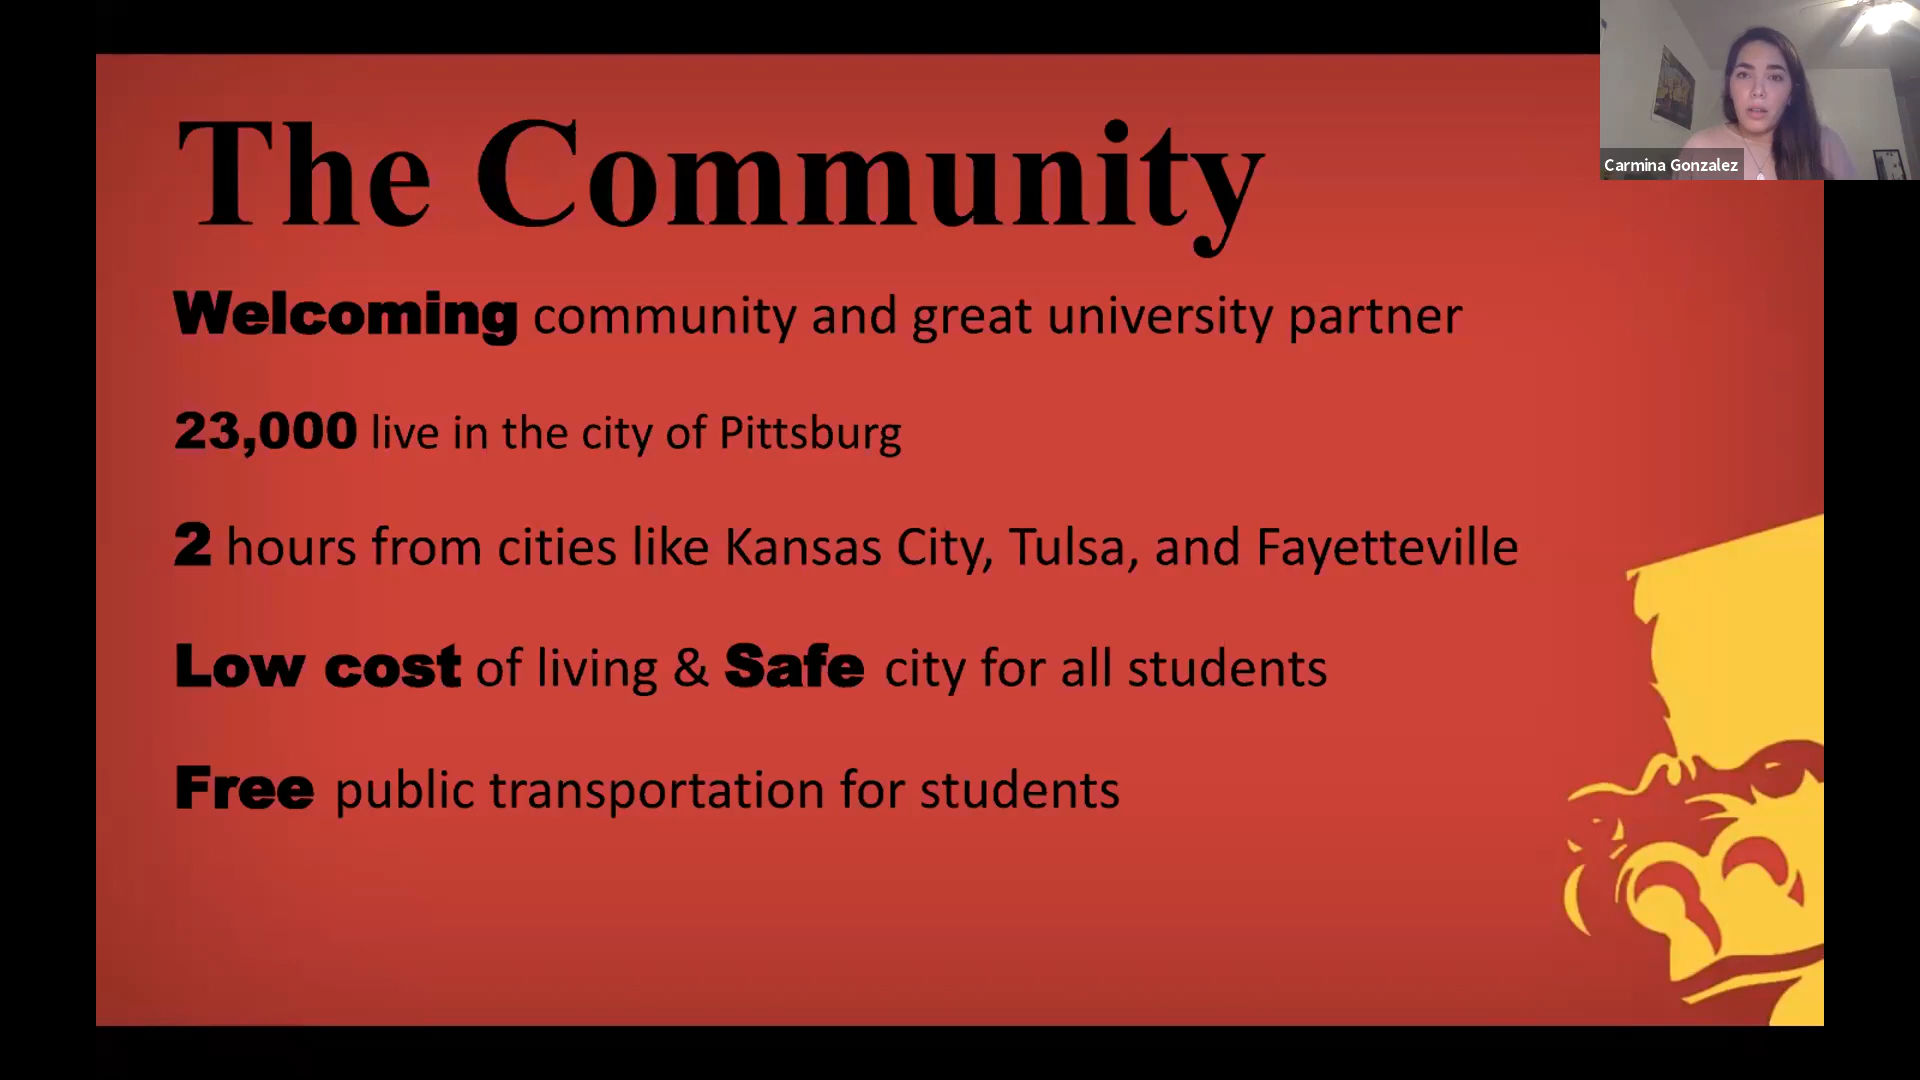 The Community
Carmina Gonzalez
Welcoming community and great university partner
23,000 live in the city of Pittsburg
2 hours from cities like Kansas City, Tulsa, and Fayetteville
Low cost of living & Safe city for all students
Free public transportation for students